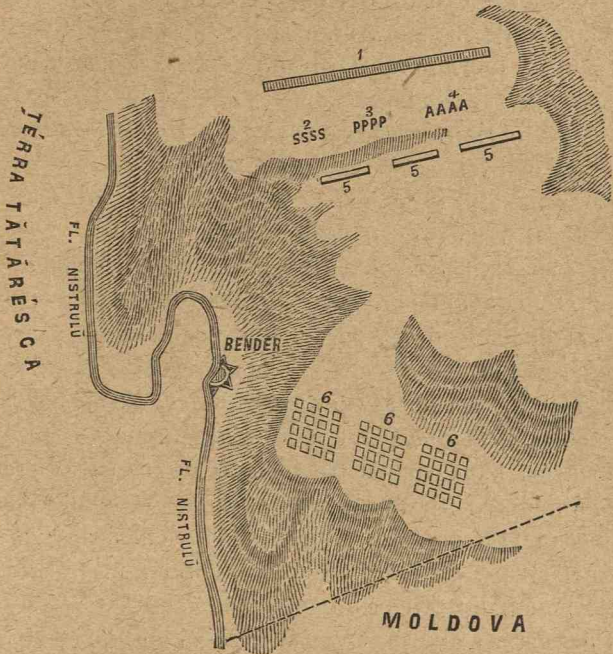 1
2
SSSS
3
PPPP
4
AAAA
5
5
5
TÉRRA TĂTĂRÉSCA
FL. NISTRULŬ
BENDER
6
6
6
FL. NISTRULŬ
MOLDOVA